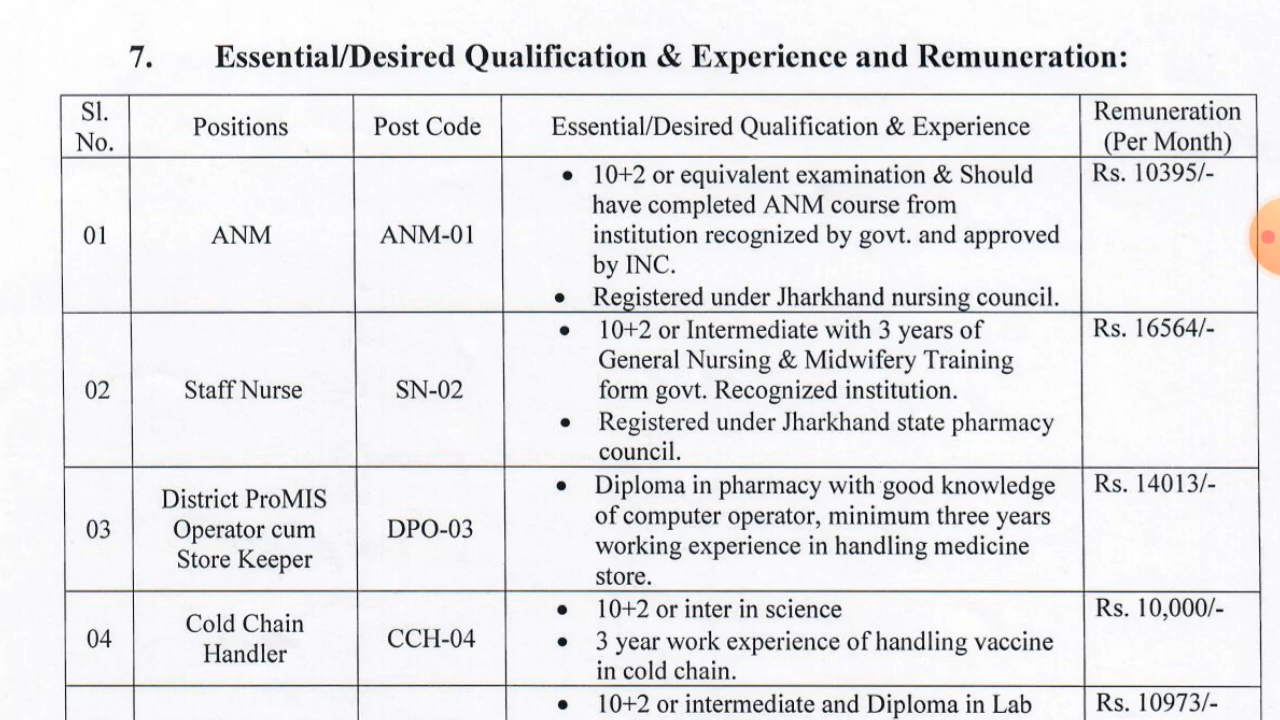 7. Essential/Desired Qualification & Experience and Remuneration:
Sl.
No.
Positions
Post Code
Essential/Desired Qualification & Experience
Remuneration
(Per Month)
01
ANM
ANM-01
• 10+2 or equivalent examination & Should
have completed ANM course from
institution recognized by govt. and approved
by INC.
• Registered under Jharkhand nursing council.
Rs. 10395/-
02
Staff Nurse
SN-02
• 10+2 or Intermediate with 3 years of
General Nursing & Midwifery Training
form govt. Recognized institution.
• Registered under Jharkhand state pharmacy
council.
Rs. 16564/-
03
District ProMIS
Operator cum
Store Keeper
DPO-03
• Diploma in pharmacy with good knowledge
of computer operator, minimum three years
working experience in handling medicine
store.
Rs. 14013/-
04
Cold Chain
Handler
CCH-04
• 10+2 or inter in science
• 3 year work experience of handling vaccine
in cold chain.
Rs. 10,000/-
• 10+2 or intermediate and Diploma in Lab
Rs. 10973/-